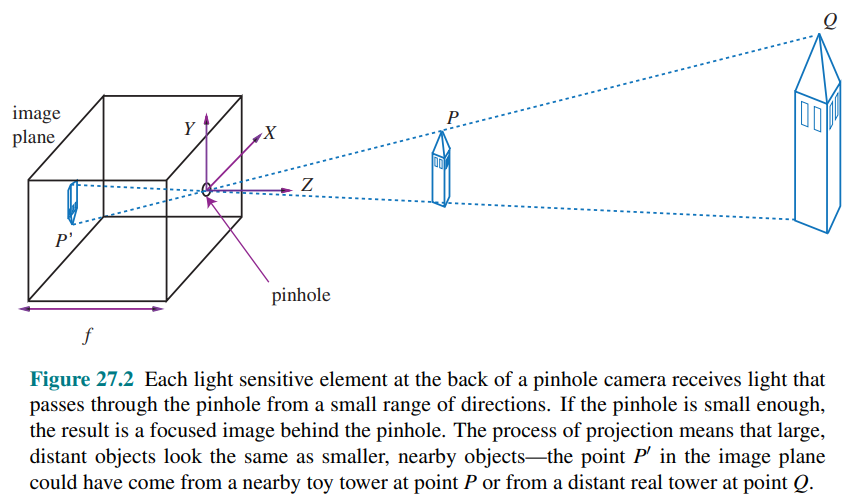 Q
P
image
plane
Y
X
Z
P'
pinhole
f
Figure 27.2 Each light sensitive element at the back of a pinhole camera receives light that
passes through the pinhole from a small range of directions. If the pinhole is small enough,
the result is a focused image behind the pinhole. The process of projection means that large,
distant objects look the same as smaller, nearby objects—the point P′ in the image plane
could have come from a nearby toy tower at point P or from a distant real tower at point Q.